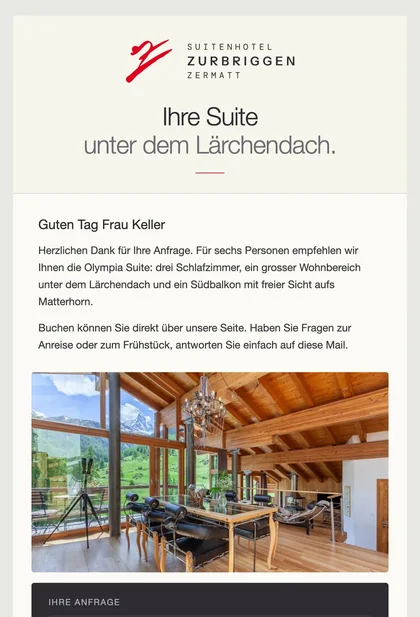 SUITENHOTEL
ZURBRIGGEN
ZERMATT
Ihre Suite
unter dem Lärchendach.
Guten Tag Frau Keller
Herzlichen Dank für Ihre Anfrage. Für sechs Personen empfehlen wir
Ihnen die Olympia Suite: drei Schlafzimmer, ein grosser Wohnbereich
unter dem Lärchendach und ein Südbalkon mit freier Sicht aufs
Matterhorn.
Buchen können Sie direkt über unsere Seite. Haben Sie Fragen zur
Anreise oder zum Frühstück, antworten Sie einfach auf diese Mail.
IHRE ANFRAGE